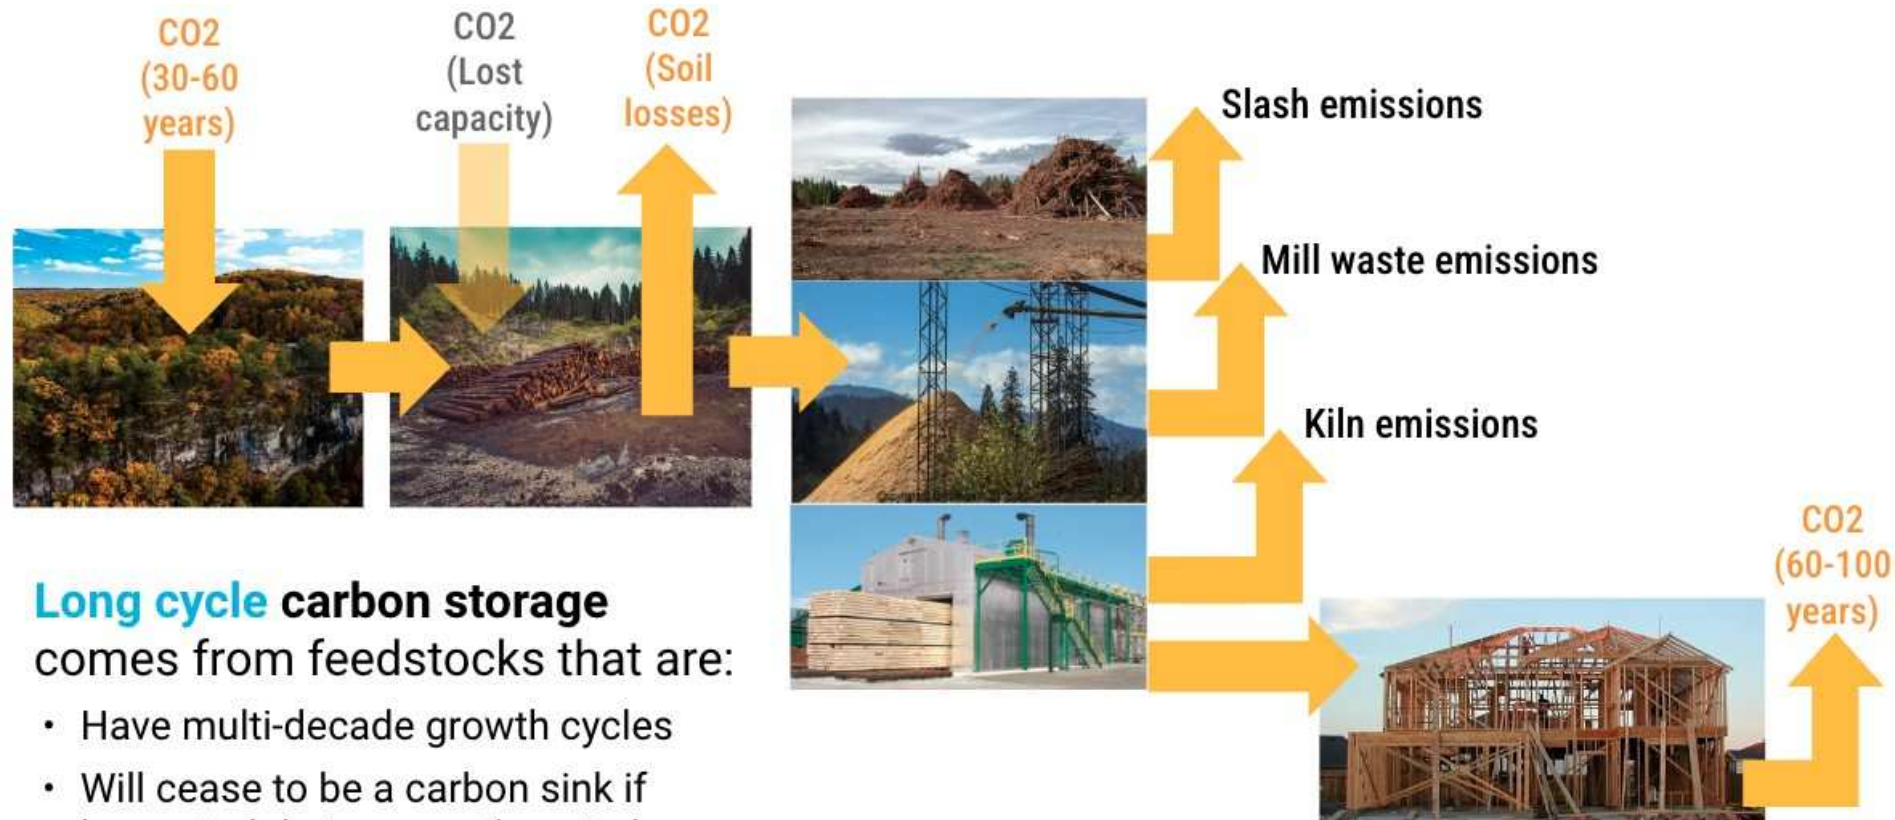 CO2
(30-60
years)
CO2
(Lost
capacity)
CO2
(Soil
losses)
Slash emissions
Mill waste emissions
Kiln emissions
CO2
(60-100
years)
Long cycle carbon storage
comes from feedstocks that are:
• Have multi-decade growth cycles
• Will cease to be a carbon sink if